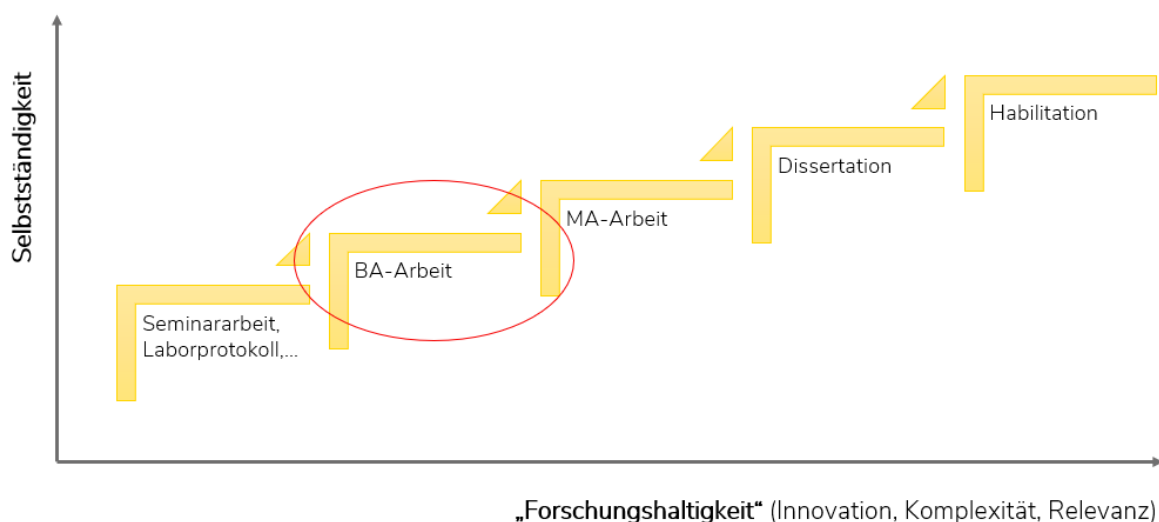 Selbstständigkeit
Habilitation
Dissertation
MA-Arbeit
BA-Arbeit
Seminararbeit,
Laborprotokoll,...
„Forschungshaltigkeit“ (Innovation, Komplexität, Relevanz)